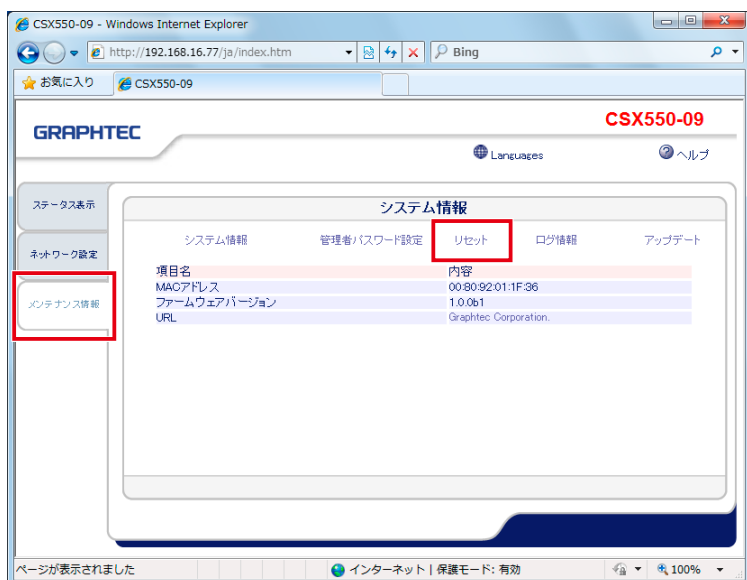 CSX550-09 - Windows Internet Explorer
http://192.168.16.77/ja/index.htm
Bing
お気に入り
CSX550-09
GRAPHTEC
CSX550-09
Languages
ヘルプ
ステータス表示
ネットワーク設定
メンテナンス情報
システム情報
システム情報 管理者パスワード設定 リセット ログ情報 アップデート
項目名 内容
MACアドレス 00:80:92:01:1F:36
ファームウェアバージョン 1.0.0b1
URL Graphtec Corporation.
ページが表示されました インターネット | 保護モード: 有効 100%